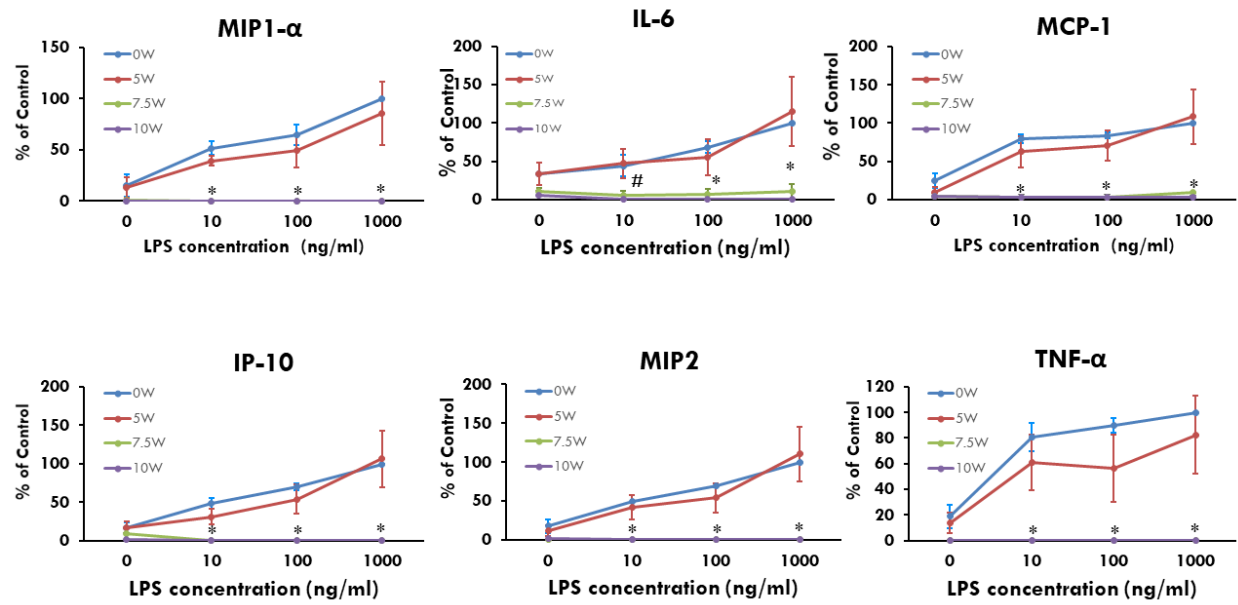 MIP1-α
% of Control
150
100
50
0
0W
5W
7.5W
10W
*
*
*
0
10
100
1000
LPS concentration (ng/ml)
IL-6
% of Control
200
150
100
50
0
0W
5W
7.5W
10W
#
*
*
0
10
100
1000
LPS concentration (ng/ml)
MCP-1
% of Control
200
150
100
50
0
0W
5W
7.5W
10W
*
*
*
0
10
100
1000
LPS concentration (ng/ml)
IP-10
% of Control
200
150
100
50
0
0W
5W
7.5W
10W
*
*
*
0
10
100
1000
LPS concentration (ng/ml)
MIP2
% of Control
200
150
100
50
0
0W
5W
7.5W
10W
*
*
*
0
10
100
1000
LPS concentration (ng/ml)
TNF-α
% of Control
120
100
80
60
40
20
0
0W
5W
7.5W
10W
*
*
*
0
10
100
1000
LPS concentration (ng/ml)